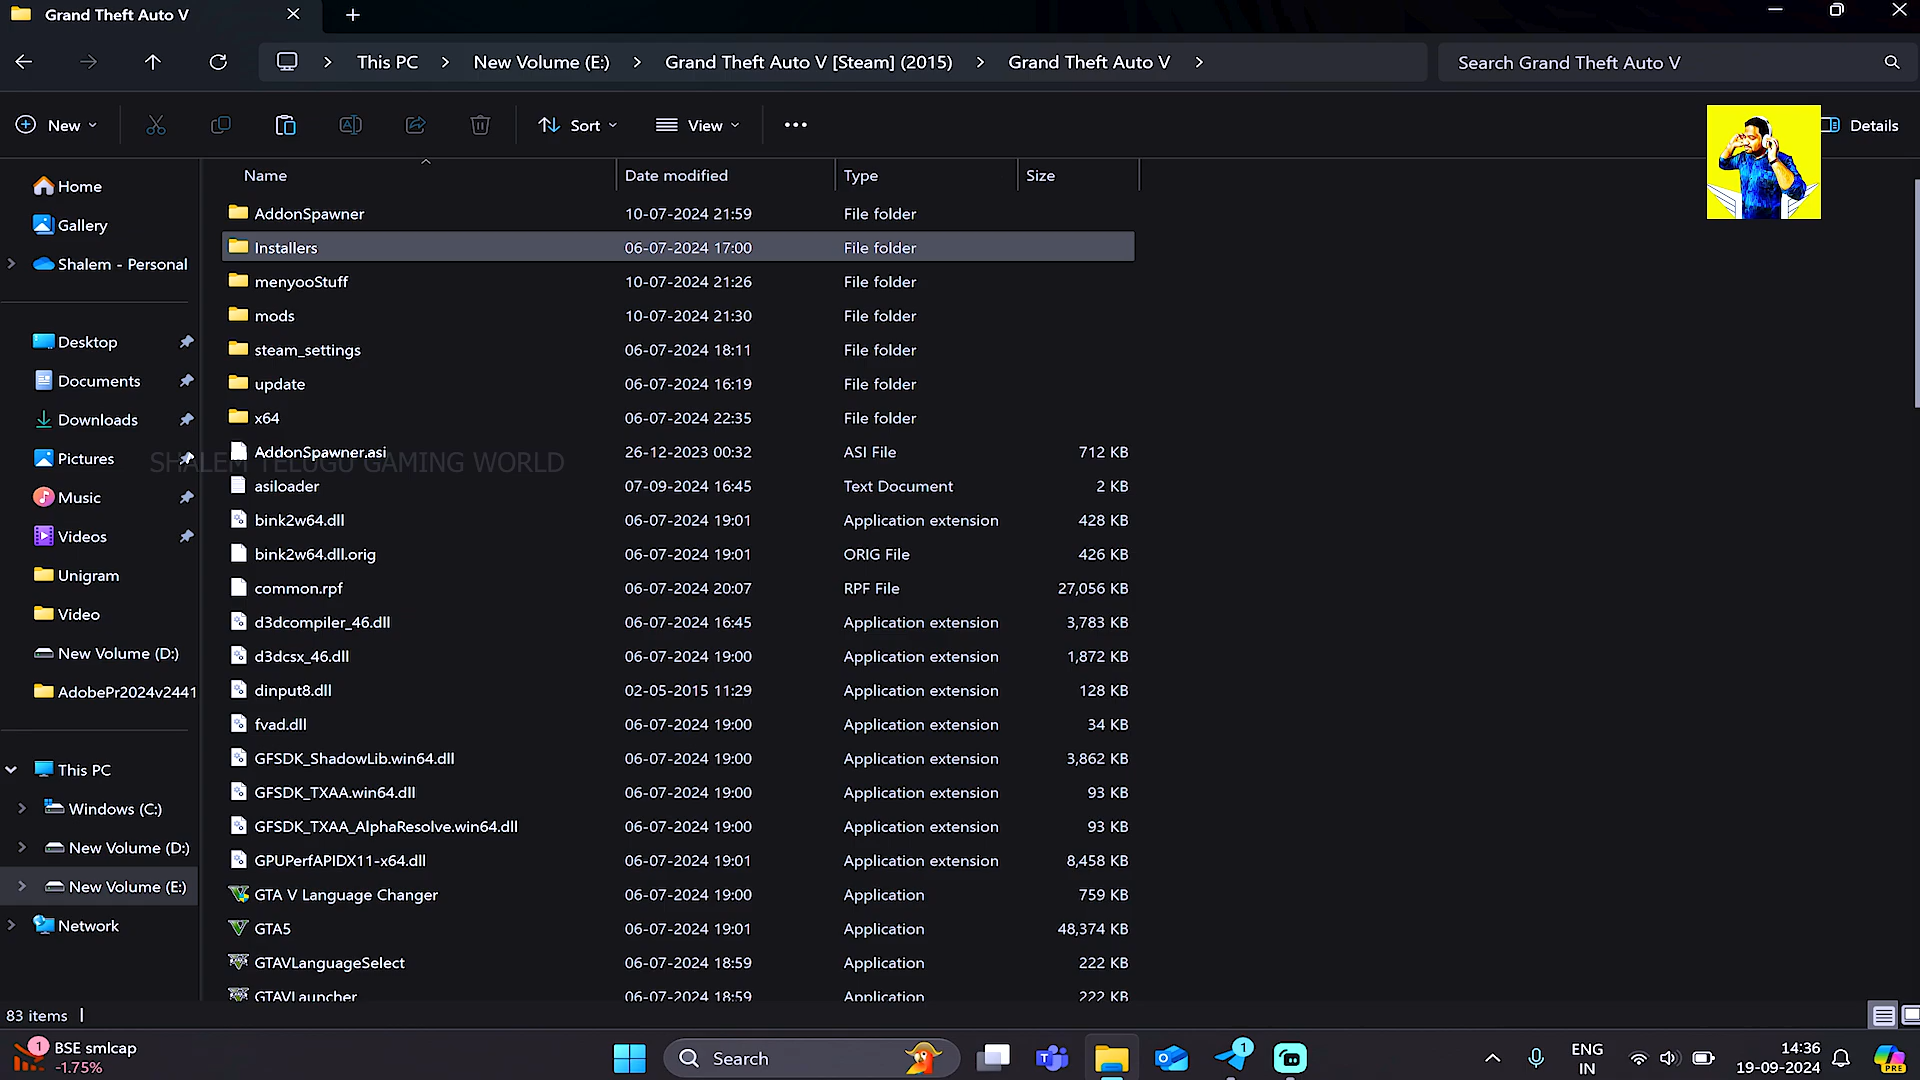 Grand Theft Auto V
This PC > New Volume (E:) > Grand Theft Auto V [Steam] (2015) > Grand Theft Auto V >
Search Grand Theft Auto V
New
Sort
View
Details
Name Date modified Type Size
Home
Gallery
Shalem - Personal
Desktop
Documents
Downloads
Pictures
Music
Videos
Unigram
Video
New Volume (D:)
AdobePr2024v2441
This PC
Windows (C:)
New Volume (D:)
New Volume (E:)
Network
AddonSpawner 10-07-2024 21:59 File folder
Installers 06-07-2024 17:00 File folder
menyooStuff 10-07-2024 21:26 File folder
mods 10-07-2024 21:30 File folder
steam_settings 06-07-2024 18:11 File folder
update 06-07-2024 16:19 File folder
x64 06-07-2024 22:35 File folder
AddonSpawner.asi 26-12-2023 00:32 ASI File 712 KB
SHALEM TELUGU GAMING WORLD
asiloader 07-09-2024 16:45 Text Document 2 KB
bink2w64.dll 06-07-2024 19:01 Application extension 428 KB
bink2w64.dll.orig 06-07-2024 19:01 ORIG File 426 KB
common.rpf 06-07-2024 20:07 RPF File 27,056 KB
d3dcompiler_46.dll 06-07-2024 16:45 Application extension 3,783 KB
d3dcsx_46.dll 06-07-2024 19:00 Application extension 1,872 KB
dinput8.dll 02-05-2015 11:29 Application extension 128 KB
fvad.dll 06-07-2024 19:00 Application extension 34 KB
GFSDK_ShadowLib.win64.dll 06-07-2024 19:00 Application extension 3,862 KB
GFSDK_TXAA.win64.dll 06-07-2024 19:00 Application extension 93 KB
GFSDK_TXAA_AlphaResolve.win64.dll 06-07-2024 19:00 Application extension 93 KB
GPUPerfAPIDX11-x64.dll 06-07-2024 19:01 Application extension 8,458 KB
GTA V Language Changer 06-07-2024 19:00 Application 759 KB
GTA5 06-07-2024 19:01 Application 48,374 KB
GTAVLanguageSelect 06-07-2024 18:59 Application 222 KB
GTAVLauncher 06-07-2024 18:59 Application 222 KB
83 items
1
BSE smlcap
-1.75%
Search
1
ENG
IN
14:36
19-09-2024
PRE